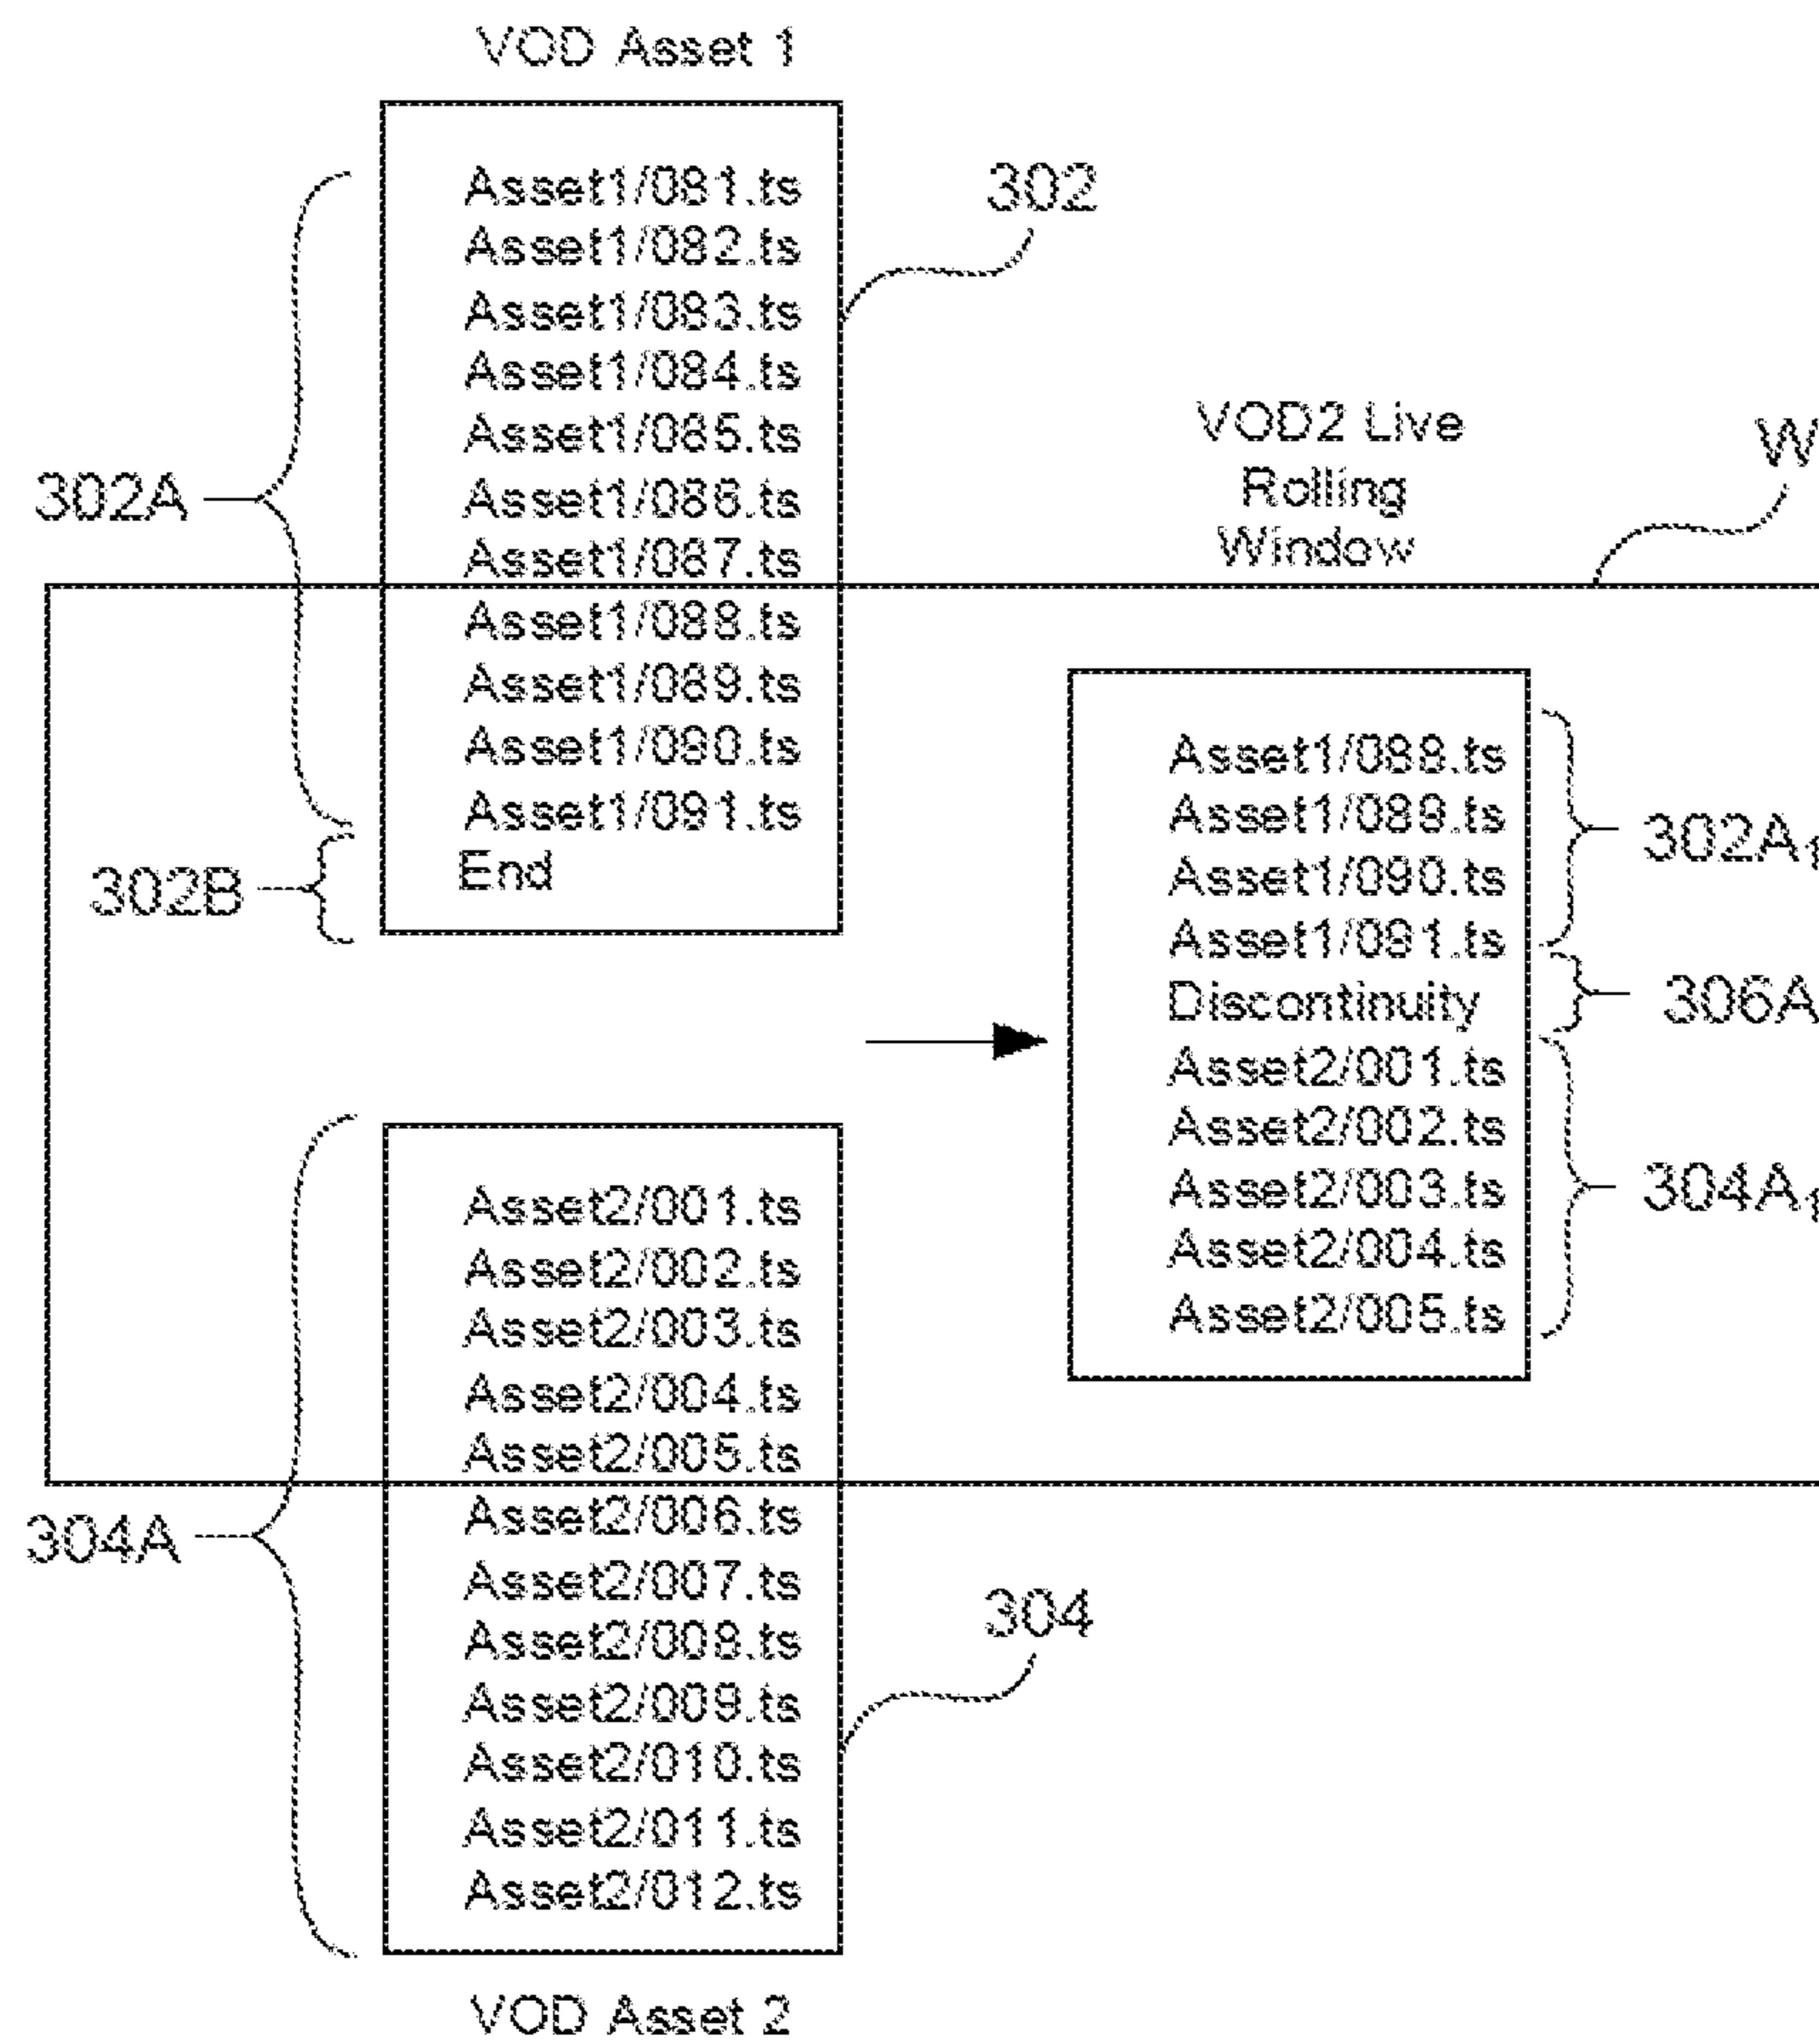 VOD Asset 1
Asset1/081.ts
302
Asset1/082.ts
Asset1/083.ts
Asset1/084.ts
Asset1/085.ts
302A
Asset1/086.ts
Asset1/087.ts
VOD2 Live
Rolling
Window
W
Asset1/088.ts
Asset1/089.ts
Asset1/090.ts
Asset1/091.ts
302B
End
Asset1/088.ts
Asset1/089.ts
Asset1/090.ts
Asset1/091.ts
Discontinuity
Asset2/001.ts
Asset2/002.ts
Asset2/003.ts
Asset2/004.ts
Asset2/005.ts
302A₁
306A
304A₁
Asset2/001.ts
Asset2/002.ts
Asset2/003.ts
Asset2/004.ts
Asset2/005.ts
304A
Asset2/006.ts
Asset2/007.ts
304
Asset2/008.ts
Asset2/009.ts
Asset2/010.ts
Asset2/011.ts
Asset2/012.ts
VOD Asset 2